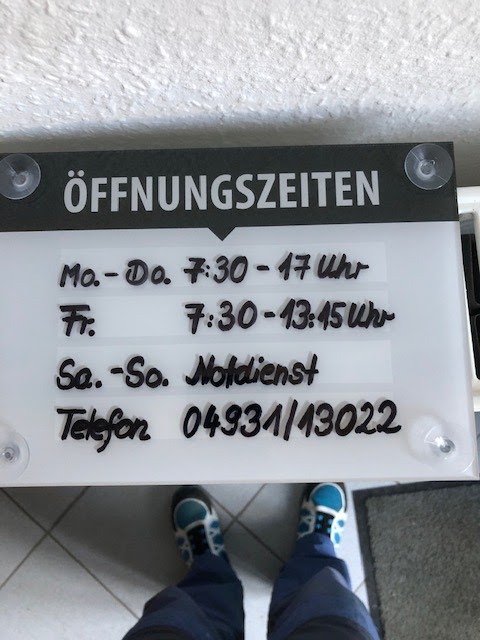 ÖFFNUNGSZEITEN
Mo.-Do. 7:30-17 Uhr
Fr. 7:30-13:15 Uhr
Sa.-So. Notdienst
Telefon 04931/13022